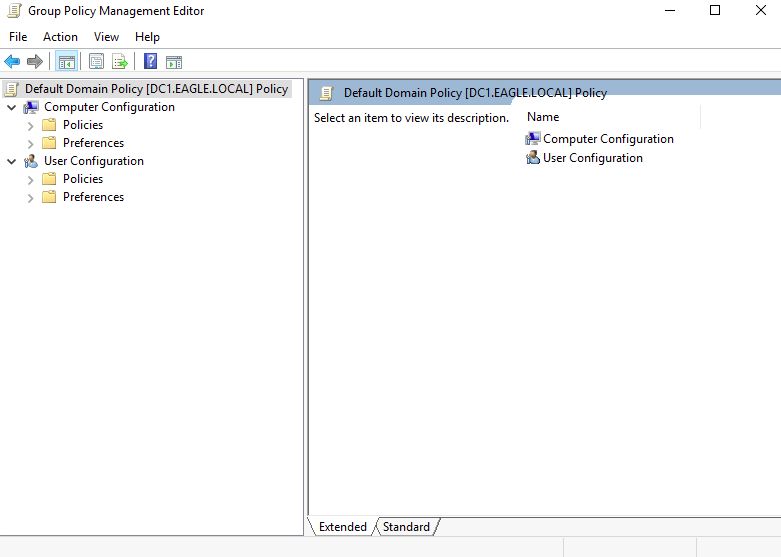 Group Policy Management Editor
File Action View Help
Default Domain Policy [DC1.EAGLE.LOCAL] Policy
Computer Configuration
Policies
Preferences
User Configuration
Policies
Preferences
Default Domain Policy [DC1.EAGLE.LOCAL] Policy
Select an item to view its description.
Name
Computer Configuration
User Configuration
Extended Standard